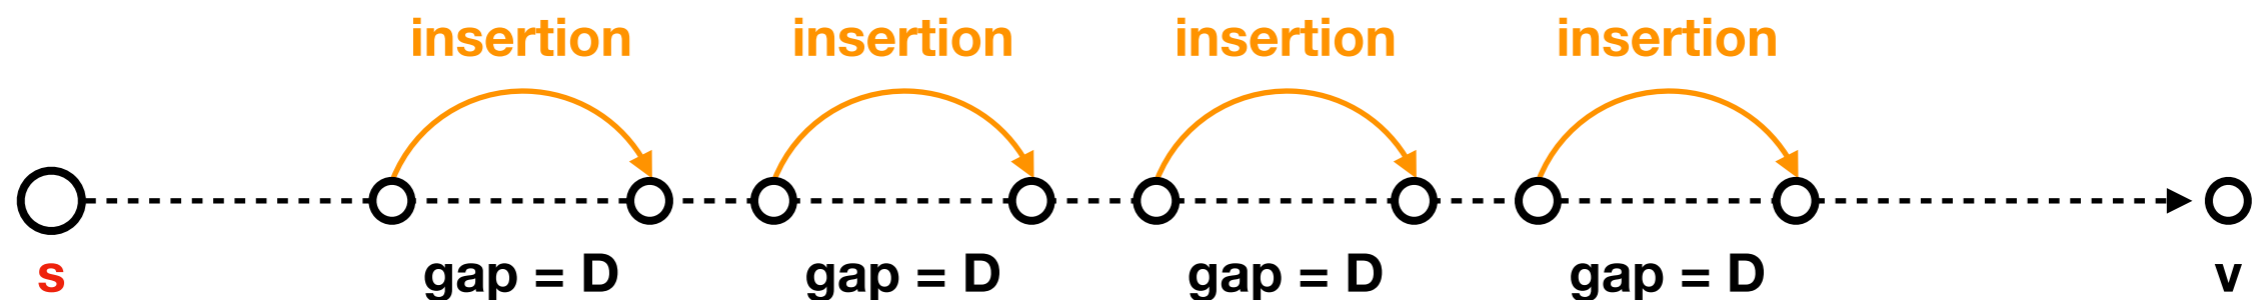 insertion insertion insertion insertion
s gap = D gap = D gap = D gap = D v